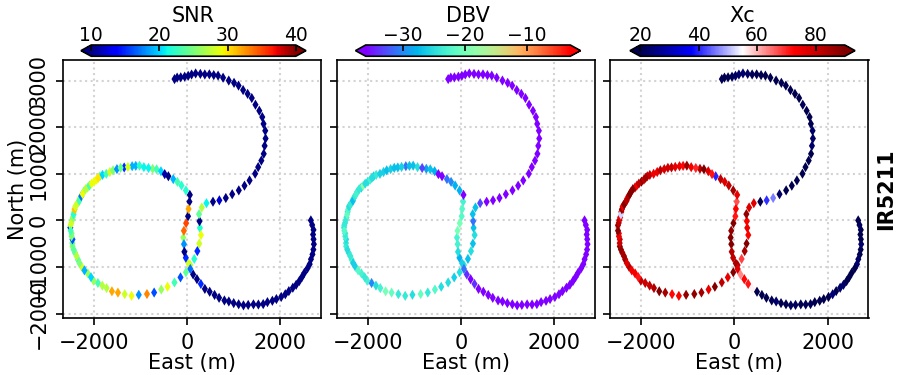 SNR DBV Xc
10 20 30 40 −30 −20 −10 20 40 60 80
North (m)
3000
2000
1000
0
−1000
−2000
−2000 0 2000 −2000 0 2000 −2000 0 2000
East (m) East (m) East (m)
IR5211